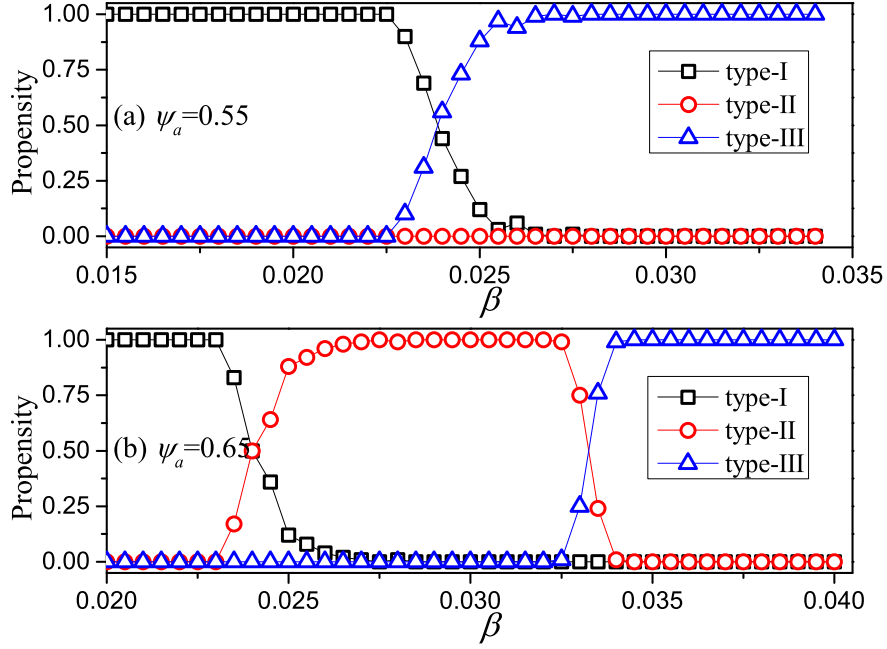 1.00
0.75
0.50
0.25
0.00
Propensity
(a) ψa=0.55
type-I
type-II
type-III
0.015 0.020 0.025 0.030 0.035
β
1.00
0.75
0.50
0.25
0.00
Propensity
(b) ψa=0.65
type-I
type-II
type-III
0.020 0.025 0.030 0.035 0.040
β